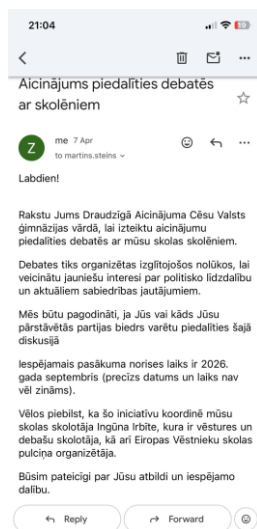 21:04
19
Aicinājums piedalīties debatēs
ar skolēniem
Z
me 7 Apr
to martins.steins
Labdien!
Rakstu Jums Draudzīgā Aicinājuma Cēsu Valsts
ģimnāzijas vārdā, lai izteiktu aicinājumu
piedalīties debatēs ar mūsu skolas skolēniem.
Debates tiks organizētas izglītojošos nolūkos, lai
veicinātu jauniešu interesi par politisko līdzdalību
un aktuāliem sabiedrības jautājumiem.
Mēs būtu pagodināti, ja Jūs vai kāds Jūsu
pārstāvētās partijas biedrs varētu piedalīties šajā
diskusijā
Iespējamais pasākuma norises laiks ir 2026.
gada septembris (precīzs datums un laiks nav
vēl zināms).
Vēlos piebilst, ka šo iniciatīvu koordinē mūsu
skolas skolotāja Ingūna Irbīte, kura ir vēstures un
debašu skolotāja, kā arī Eiropas Vēstnieku skolas
pulciņa organizētāja.
Būsim pateicīgi par Jūsu atbildi un iespējamo
dalību.
Reply
Forward